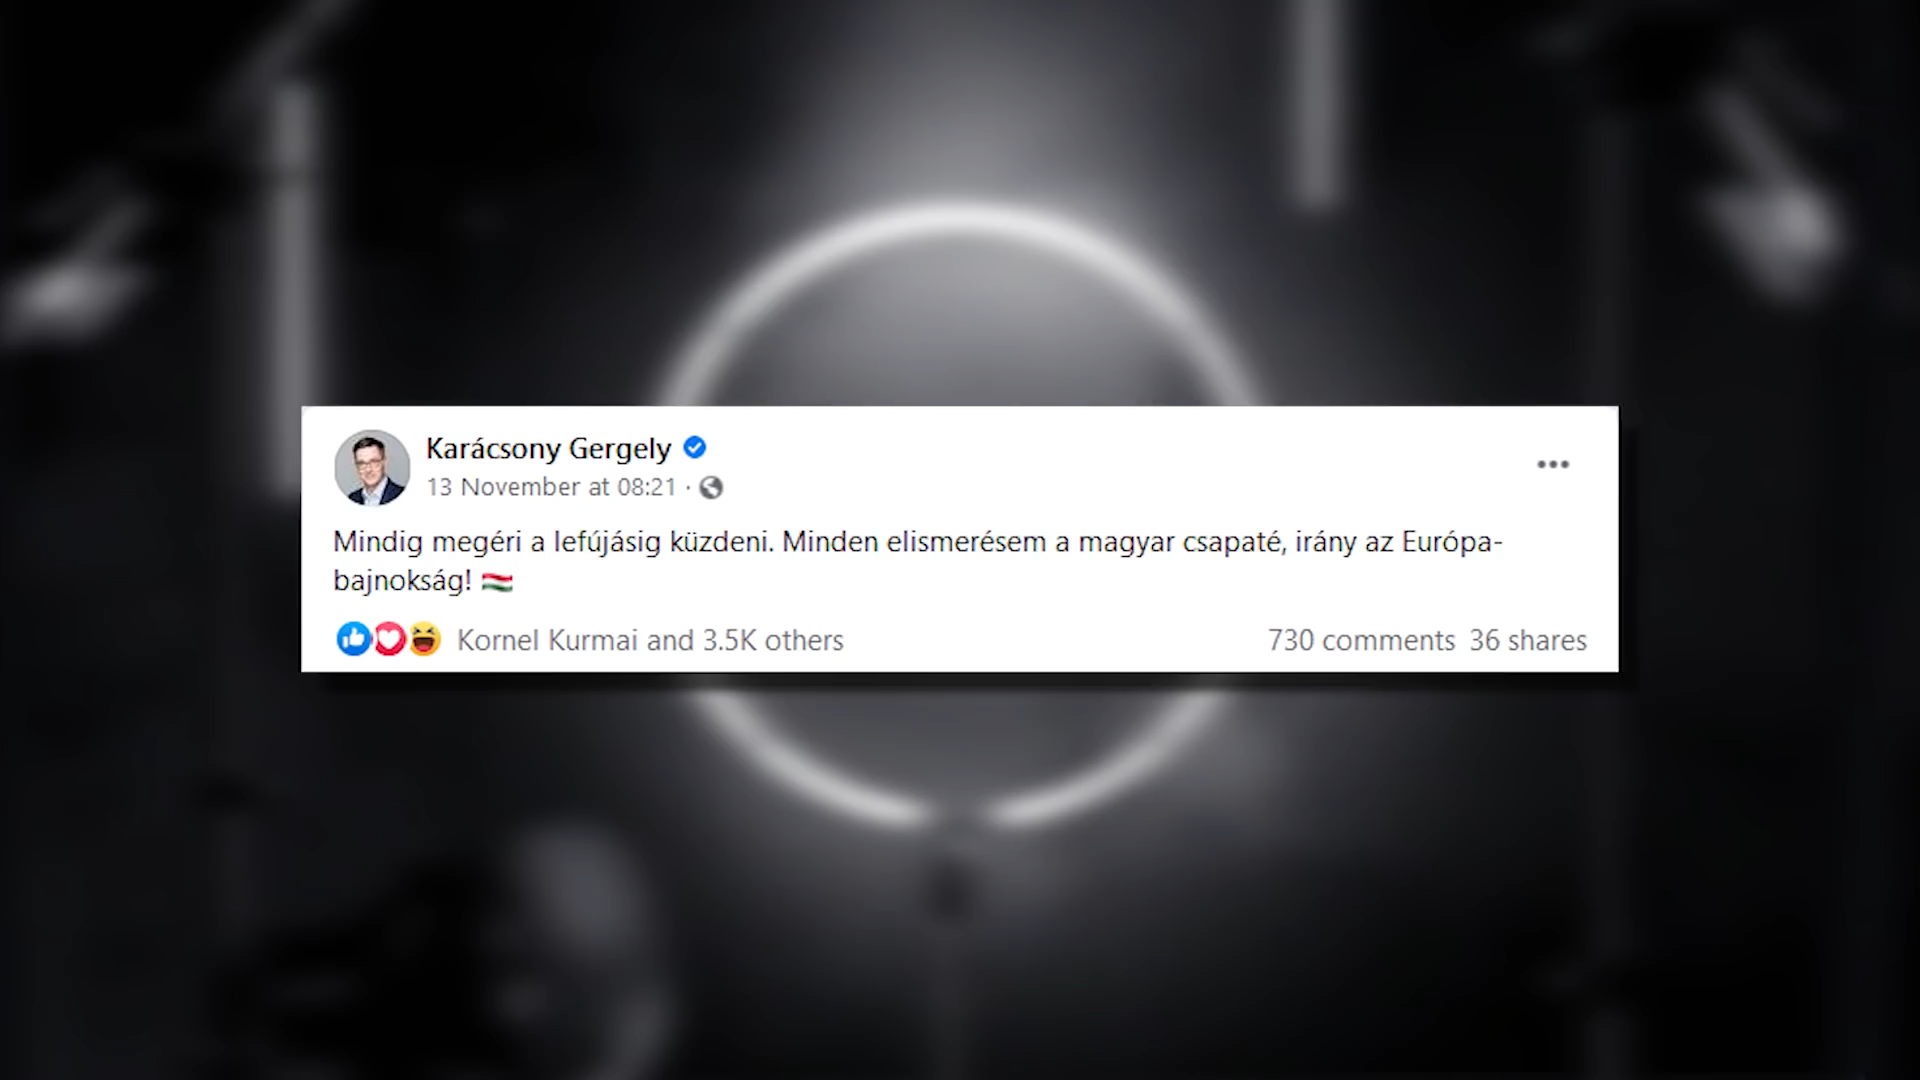 Karácsony Gergely
13 November at 08:21 ·
Mindig megéri a lefújásig küzdeni. Minden elismerésem a magyar csapaté, irány az Európa-
bajnokság! 🇭🇺
Kornel Kurmai and 3.5K others
730 comments 36 shares